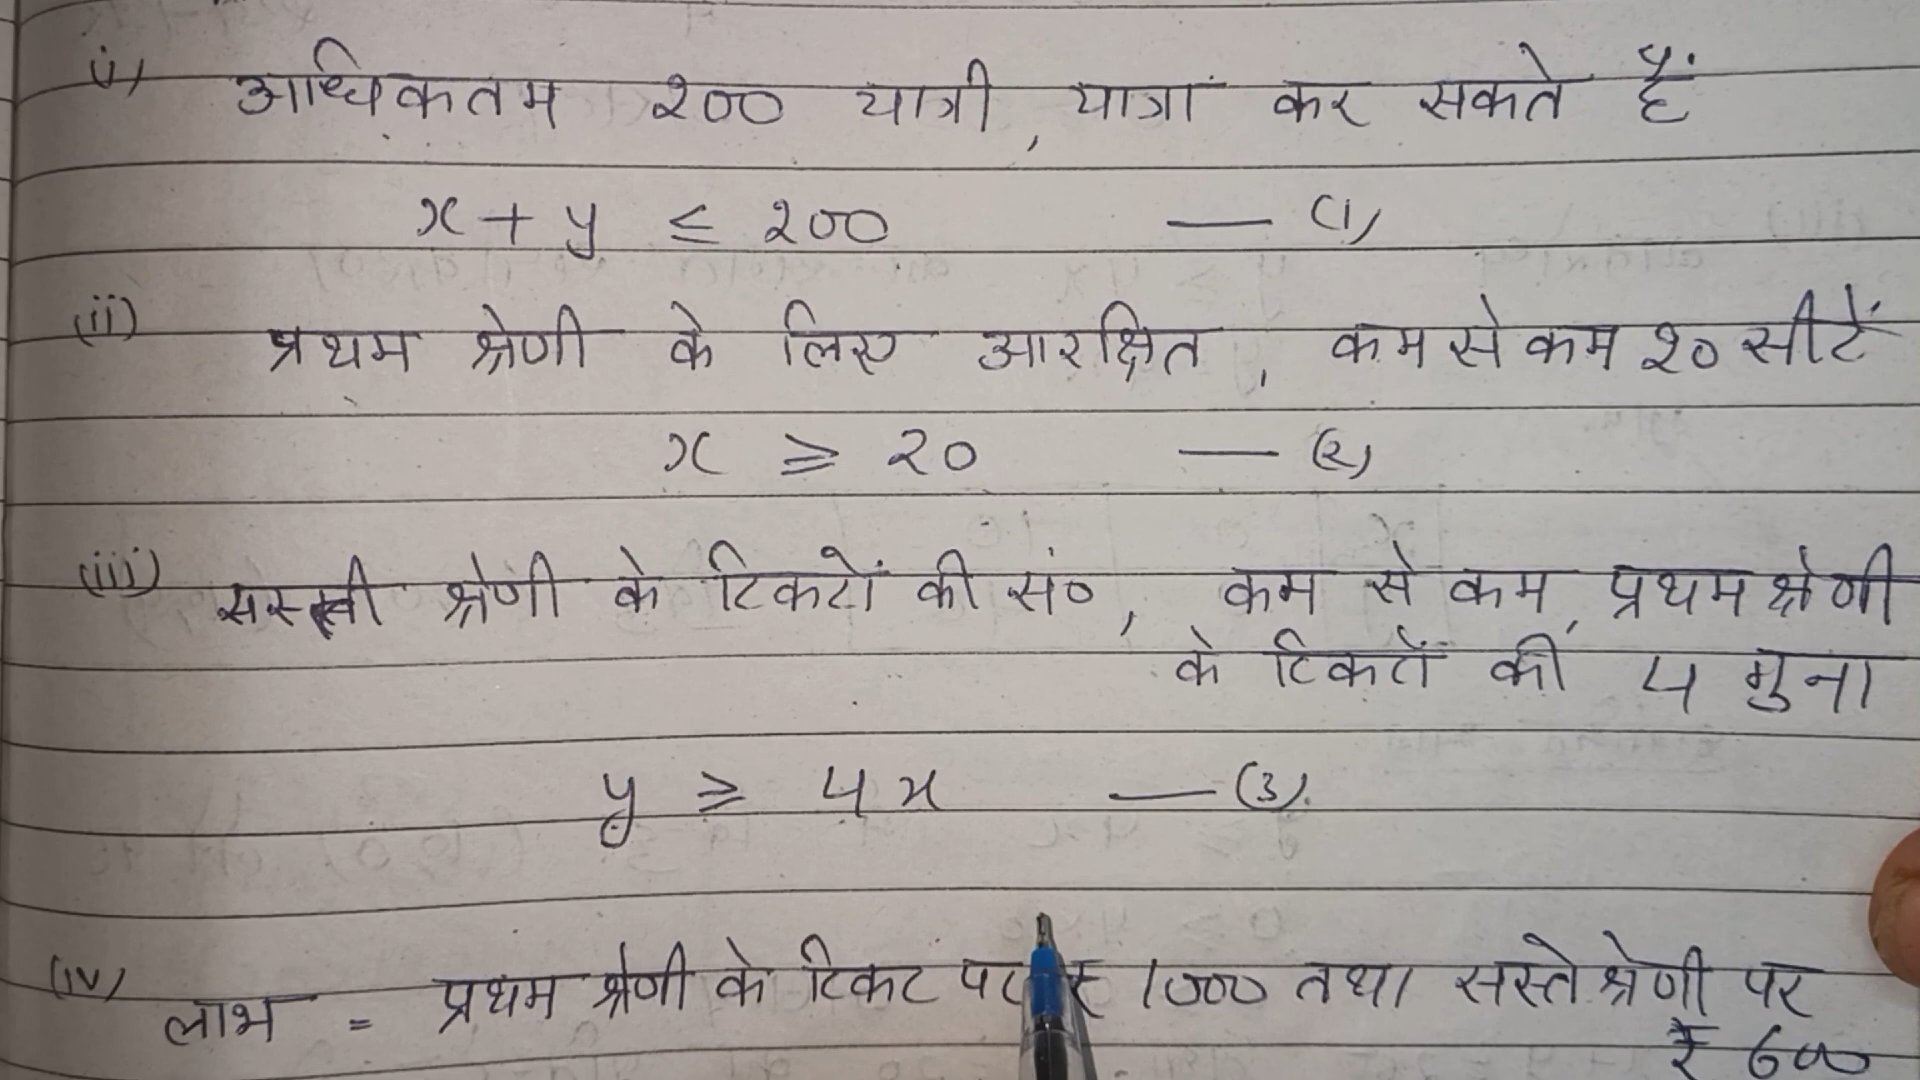 (i) अधिकतम 200 यात्री, यात्रा कर सकते हैं
x + y ≤ 200 — (1)
(ii) प्रथम श्रेणी के लिए आरक्षित, कम से कम 20 सीटें
x ≥ 20 — (2)
(iii) सस्ती श्रेणी के टिकटों की सं०, कम से कम, प्रथम श्रेणी
के टिकटों की 4 गुना
y ≥ 4x — (3)
(iv) लाभ = प्रथम श्रेणी के टिकट पर ₹ 1000 तथा सस्ते श्रेणी पर
₹ 600